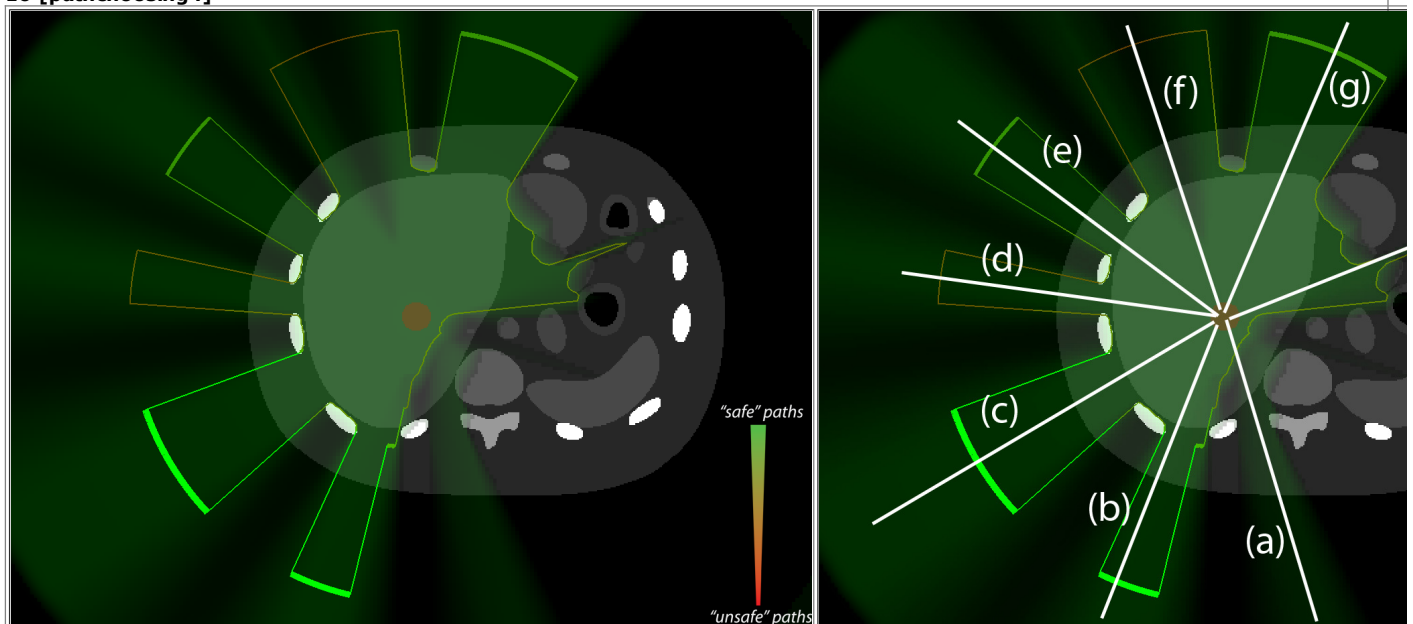 "safe" paths
"unsafe" paths
(f)
(g)
(e)
(d)
(c)
(b)
(a)